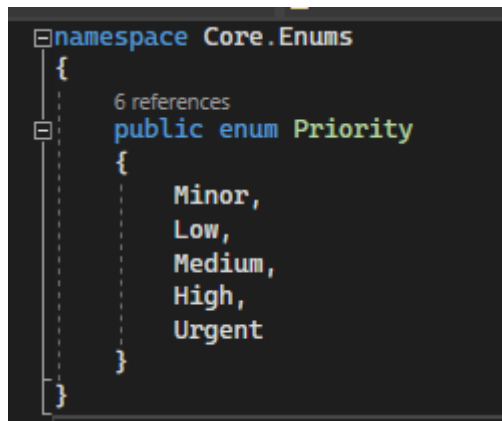 namespace Core.Enums
{
6 references
public enum Priority
{
Minor,
Low,
Medium,
High,
Urgent
}
}